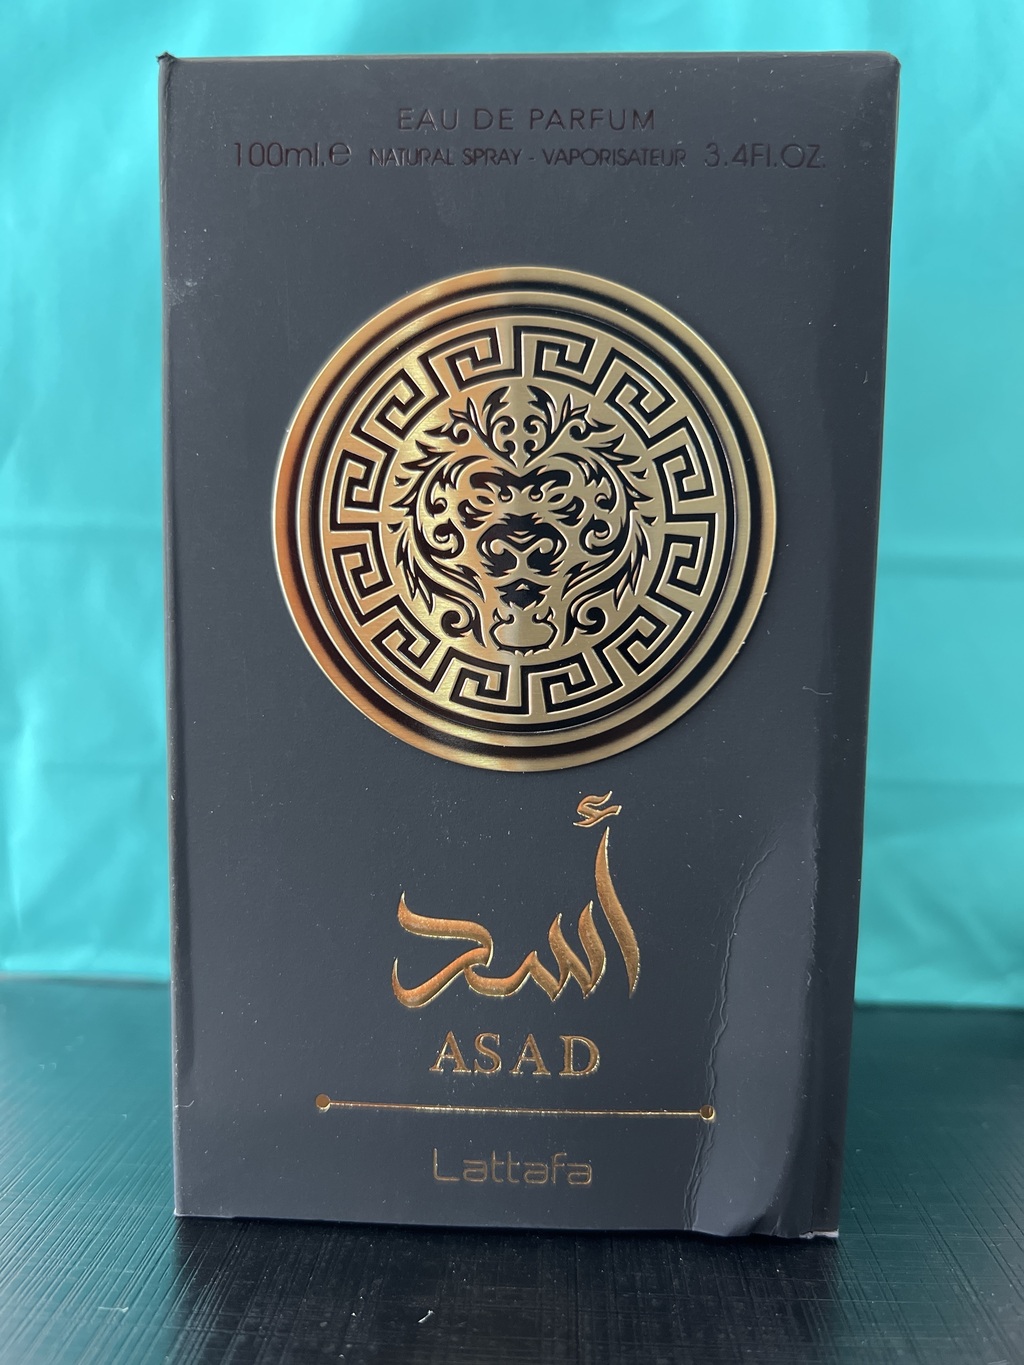 EAU DE PARFUM
100ml.℮ NATURAL SPRAY - VAPORISATEUR 3.4Fl.OZ.
أسد
ASAD
Lattafa